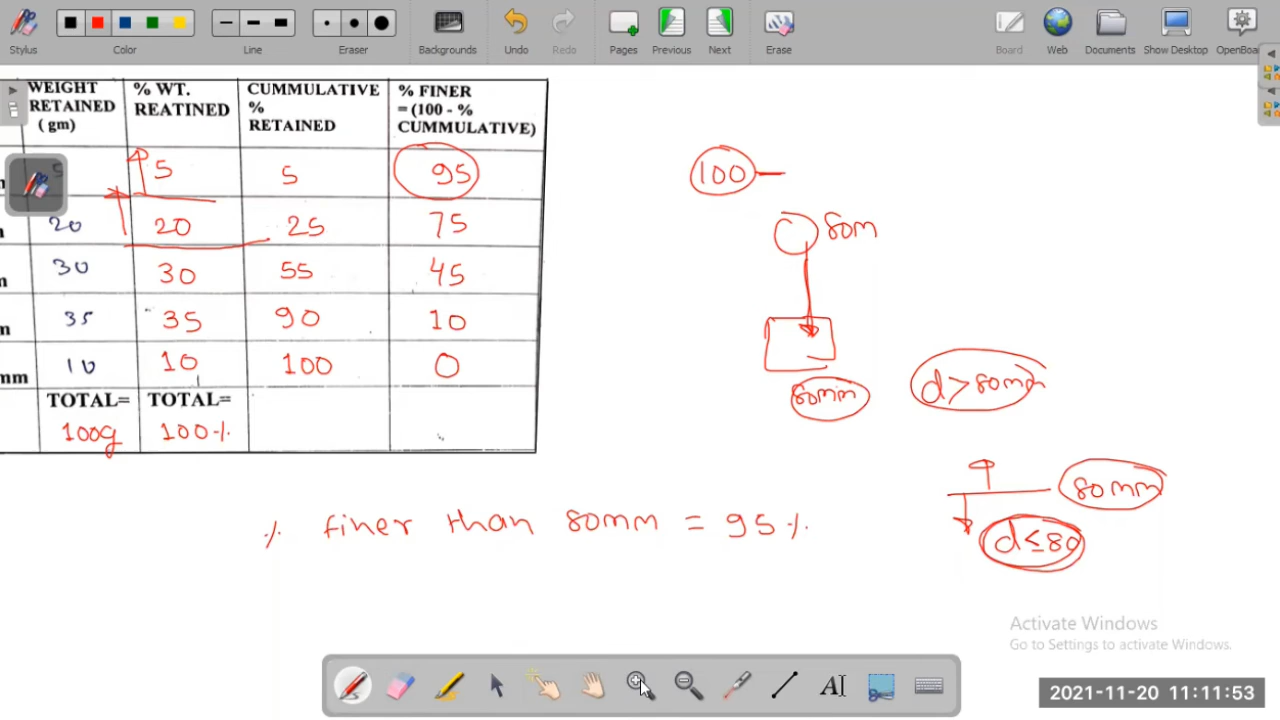 Stylus Color Line Eraser Backgrounds Undo Redo Pages Previous Next Erase Board Web Documents Show Desktop OpenBoa
WEIGHT RETAINED ( gm) % WT. REATINED CUMMULATIVE % RETAINED % FINER = (100 - % CUMMULATIVE)
5 5 5 95
20 20 25 75
30 30 55 45
35 35 90 10
mm 10 10 100 0
TOTAL= 100g TOTAL= 100%
100
80m
80mm
d>80mm
80mm
d≤80
% finer than 80mm = 95%
Activate Windows
Go to Settings to activate Windows.
2021-11-20 11:11:53